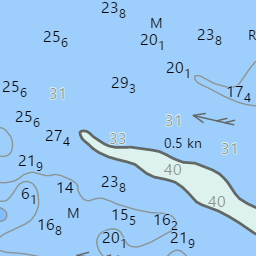 23₈
M
25₆ 20₁ 23₈ R
20₁
25₆ 31 29₃ 17₄
25₆ 31
27₄ 33 0.5 kn 31
21₉ 40
6₁ 14 23₈ 40
M 15₅ 16₂
16₈ 20₁ 21₉